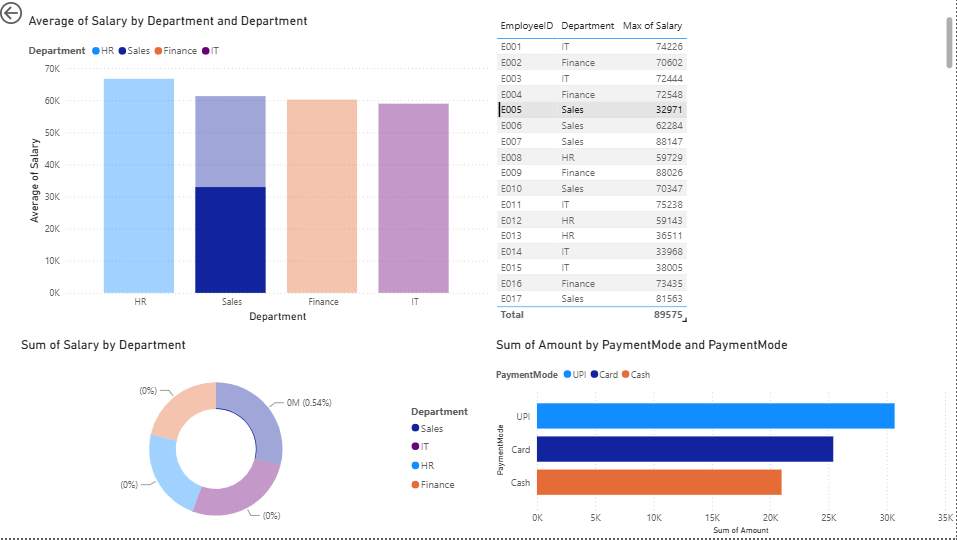 Average of Salary by Department and Department
Department HR Sales Finance IT
70K
60K
50K
40K
30K
20K
10K
0K
Average of Salary
HR Sales Finance IT
Department
EmployeeID Department Max of Salary
E001 IT 74226
E002 Finance 70602
E003 IT 72444
E004 Finance 72548
E005 Sales 32971
E006 Sales 62284
E007 Sales 88147
E008 HR 59729
E009 Finance 88026
E010 Sales 70347
E011 IT 75238
E012 HR 59143
E013 HR 36511
E014 IT 33968
E015 IT 38005
E016 Finance 73435
E017 Sales 81563
Total 89575
Sum of Salary by Department
(0%)
0M (0.54%)
(0%)
(0%)
Department
Sales
IT
HR
Finance
Sum of Amount by PaymentMode and PaymentMode
PaymentMode UPI Card Cash
PaymentMode
UPI
Card
Cash
0K 5K 10K 15K 20K 25K 30K 35K
Sum of Amount